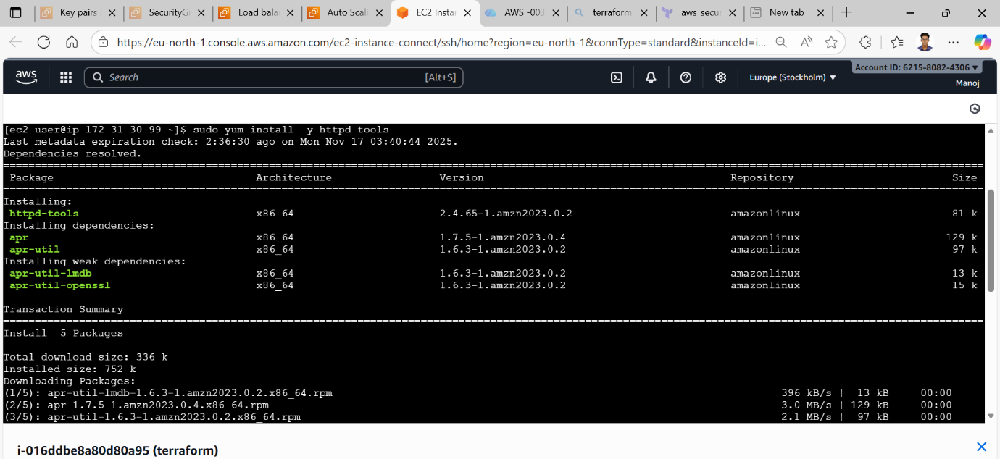 Key pairs
SecurityGr
Load bala
Auto Scali
EC2 Instan
AWS -003
terraform
aws_secur
New tab
https://eu-north-1.console.aws.amazon.com/ec2-instance-connect/ssh/home?region=eu-north-1&connType=standard&instanceId=i...
aws
Search
[Alt+S]
Europe (Stockholm)
Account ID: 6215-8082-4306
Manoj
[ec2-user@ip-172-31-30-99 ~]$ sudo yum install -y httpd-tools
Last metadata expiration check: 2:36:30 ago on Mon Nov 17 03:40:44 2025.
Dependencies resolved.
Package Architecture Version Repository Size
Installing:
httpd-tools x86_64 2.4.65-1.amzn2023.0.2 amazonlinux 81 k
Installing dependencies:
apr x86_64 1.7.5-1.amzn2023.0.4 amazonlinux 129 k
apr-util x86_64 1.6.3-1.amzn2023.0.2 amazonlinux 97 k
Installing weak dependencies:
apr-util-lmdb x86_64 1.6.3-1.amzn2023.0.2 amazonlinux 13 k
apr-util-openssl x86_64 1.6.3-1.amzn2023.0.2 amazonlinux 15 k
Transaction Summary
Install 5 Packages
Total download size: 336 k
Installed size: 752 k
Downloading Packages:
(1/5): apr-util-lmdb-1.6.3-1.amzn2023.0.2.x86_64.rpm 396 kB/s | 13 kB 00:00
(2/5): apr-1.7.5-1.amzn2023.0.4.x86_64.rpm 3.0 MB/s | 129 kB 00:00
(3/5): apr-util-1.6.3-1.amzn2023.0.2.x86_64.rpm 2.1 MB/s | 97 kB 00:00
i-016ddbe8a80d80a95 (terraform)